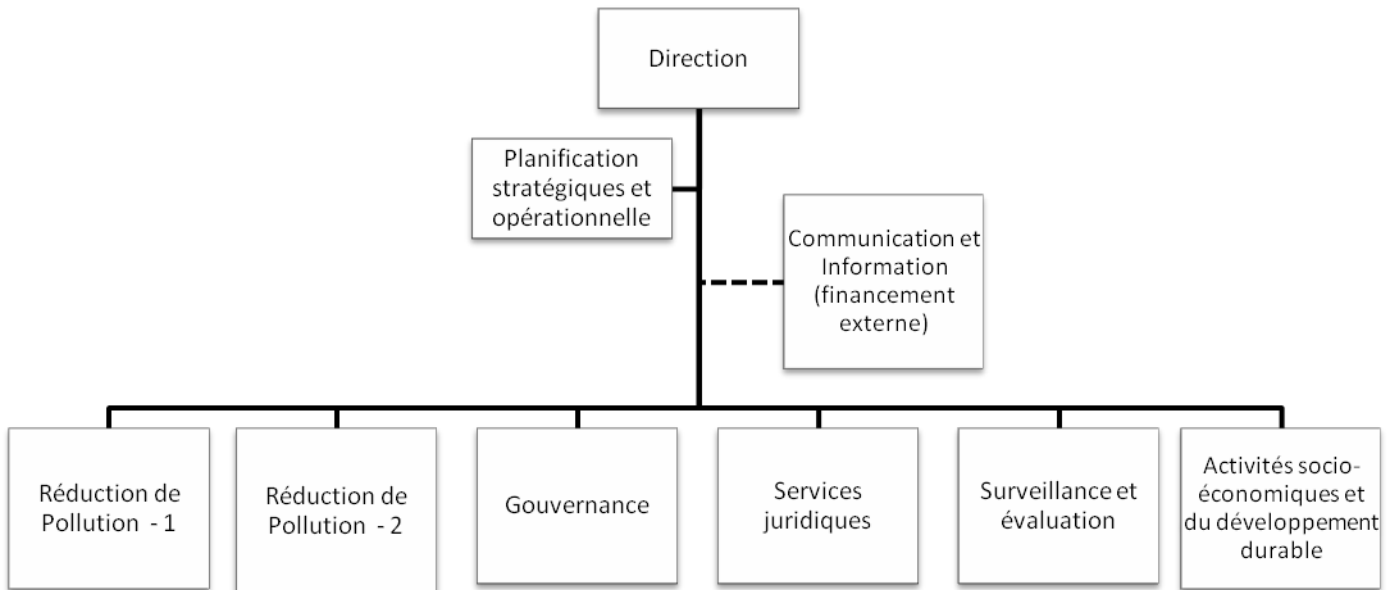 Direction
Planification
stratégiques et
opérationnelle
Communication et
Information
(financement
externe)
Réduction de
Pollution - 1
Réduction de
Pollution - 2
Gouvernance
Services
juridiques
Surveillance et
évaluation
Activités socio-
économiques et
du développement
durable